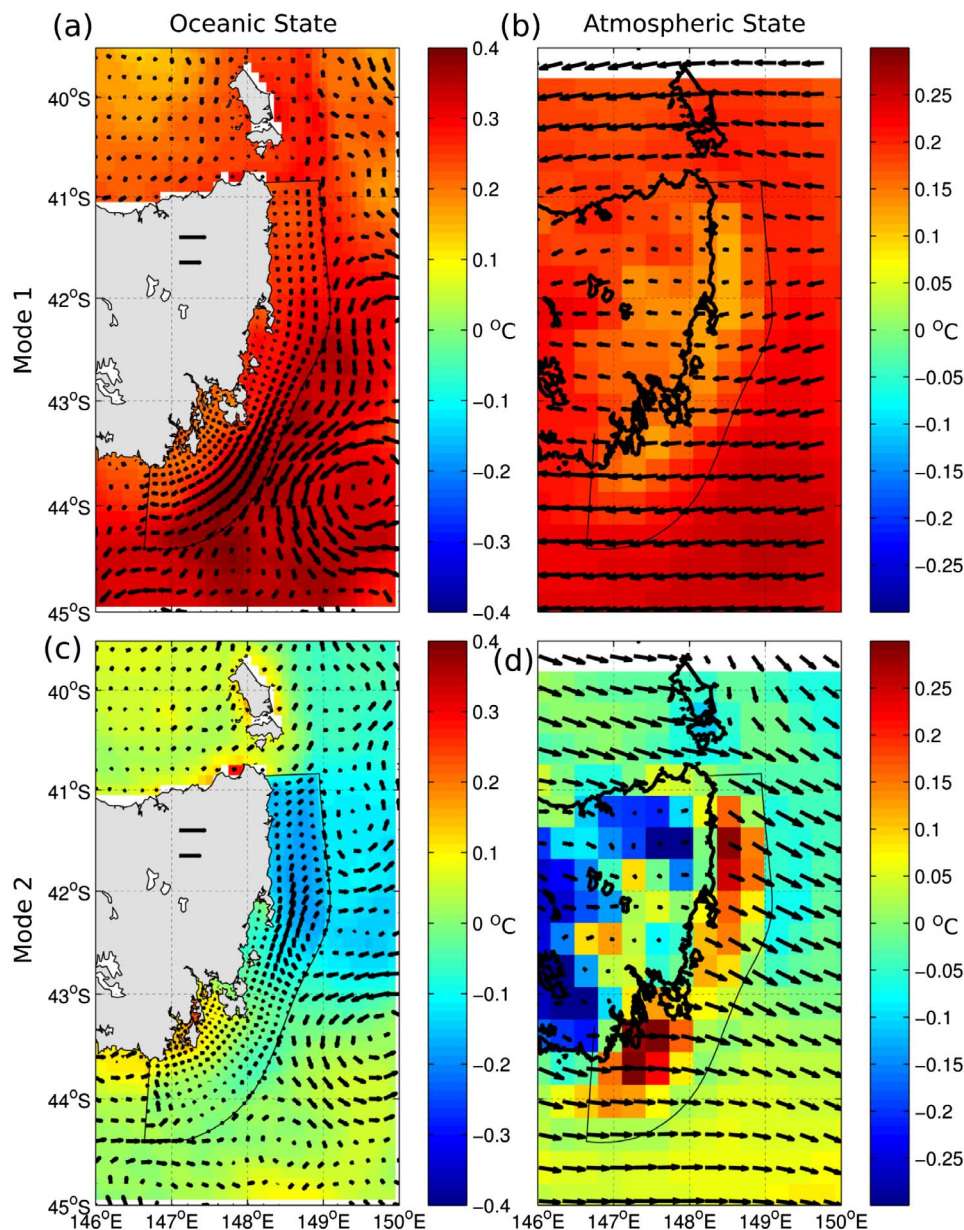 Oceanic State
Atmospheric State
(a)
(b)
Mode 1
40°S
41°S
42°S
43°S
44°S
45°S
0.4
0.3
0.2
0.1
0 °C
−0.1
−0.2
−0.3
−0.4
0.25
0.2
0.15
0.1
0.05
0 °C
−0.05
−0.1
−0.15
−0.2
−0.25
(c)
(d)
Mode 2
40°S
41°S
42°S
43°S
44°S
45°S
146°E
147°E
148°E
149°E
150°E
0.4
0.3
0.2
0.1
0 °C
−0.1
−0.2
−0.3
−0.4
146°E
147°E
148°E
149°E
150°E
0.25
0.2
0.15
0.1
0.05
0 °C
−0.05
−0.1
−0.15
−0.2
−0.25